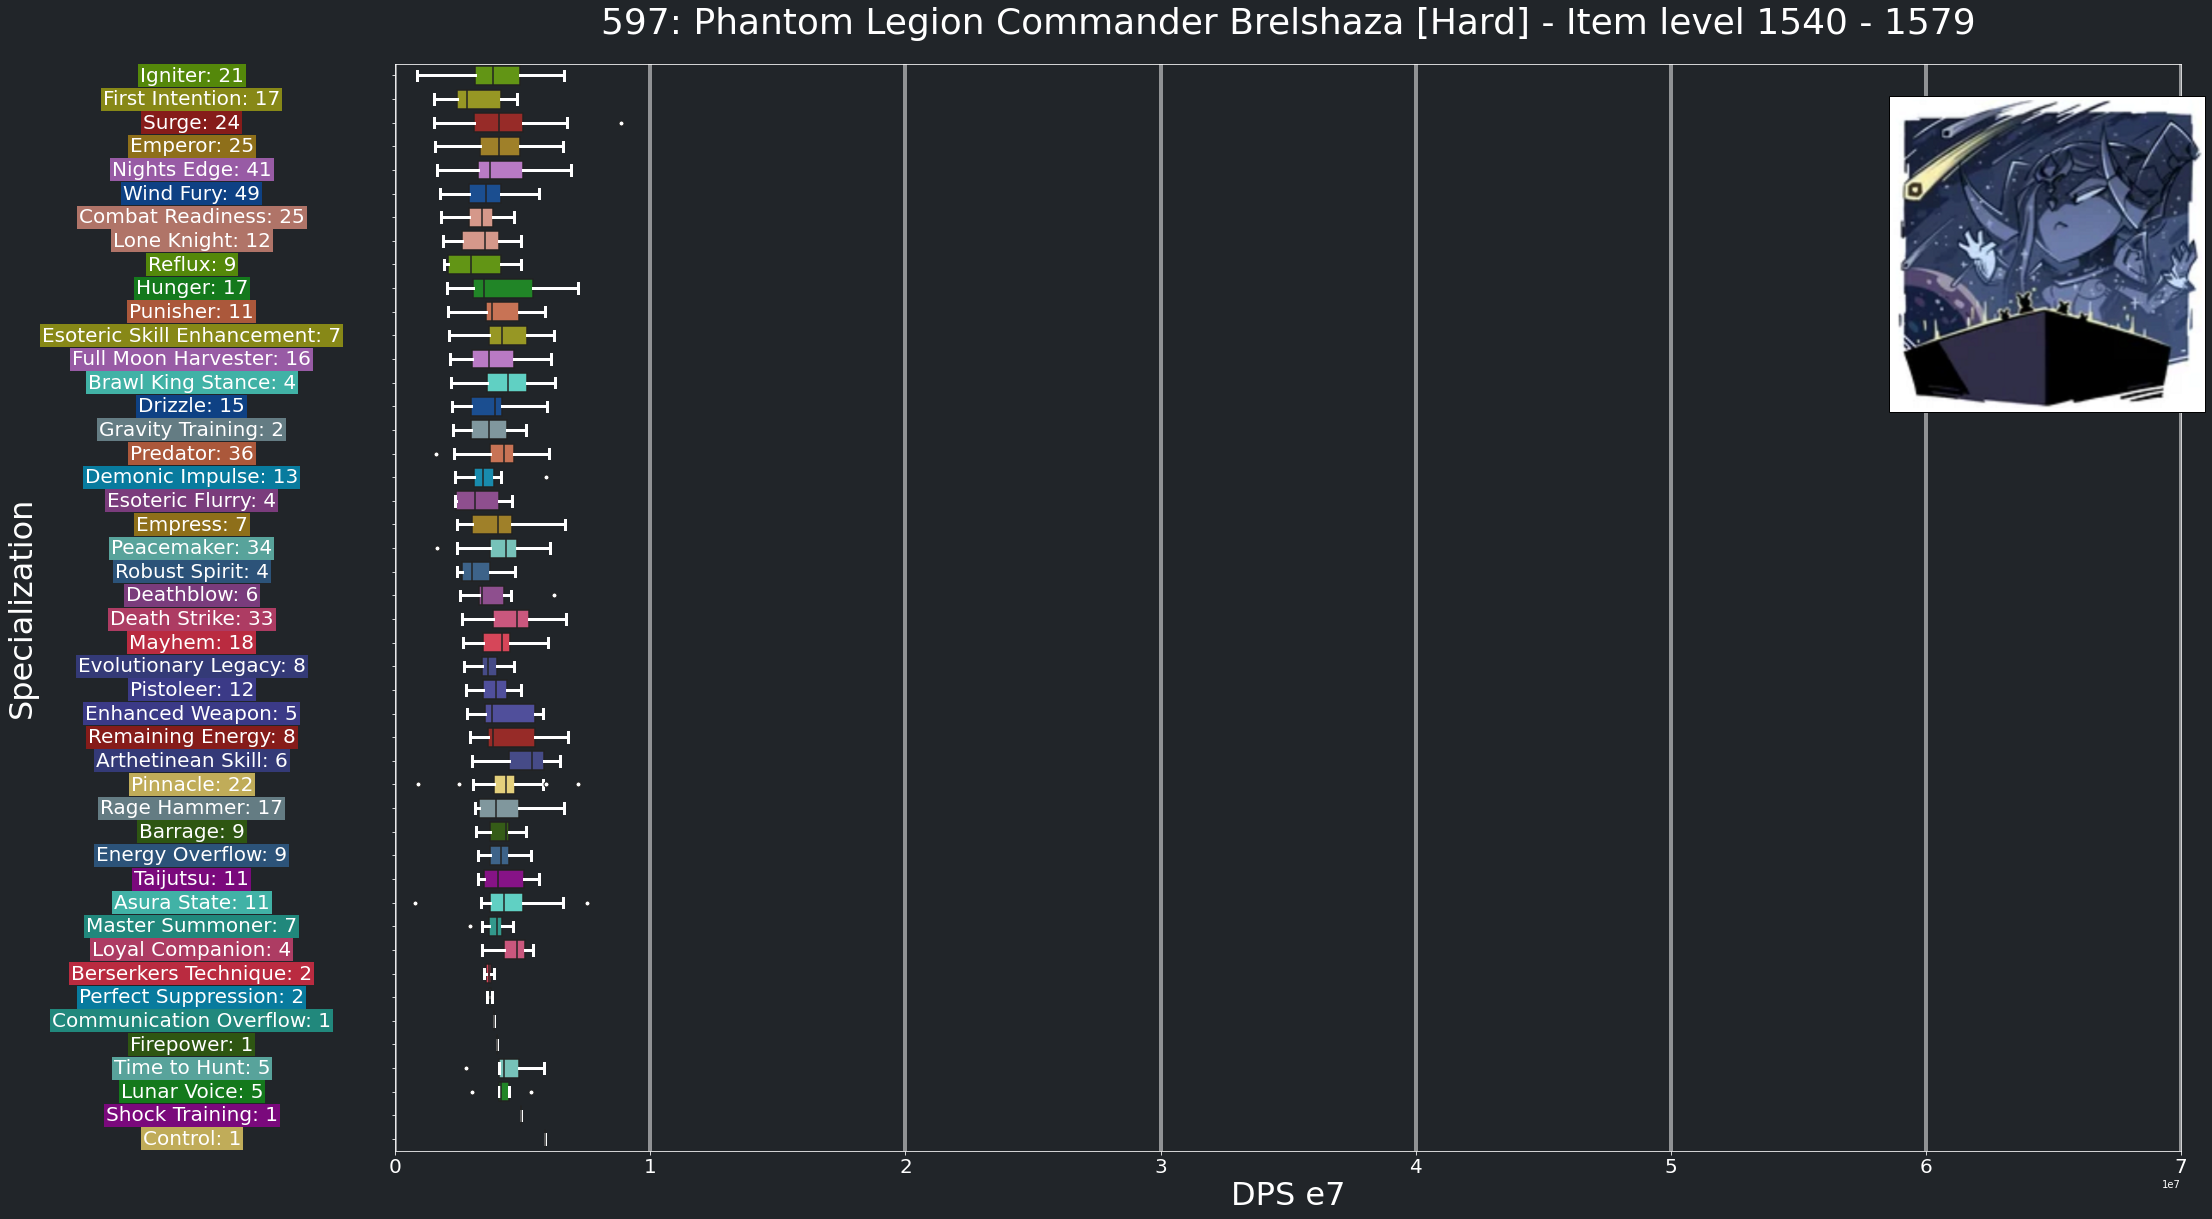 597: Phantom Legion Commander Brelshaza [Hard] - Item level 1540 - 1579
Specialization
Igniter: 21
First Intention: 17
Surge: 24
Emperor: 25
Nights Edge: 41
Wind Fury: 49
Combat Readiness: 25
Lone Knight: 12
Reflux: 9
Hunger: 17
Punisher: 11
Esoteric Skill Enhancement: 7
Full Moon Harvester: 16
Brawl King Stance: 4
Drizzle: 15
Gravity Training: 2
Predator: 36
Demonic Impulse: 13
Esoteric Flurry: 4
Empress: 7
Peacemaker: 34
Robust Spirit: 4
Deathblow: 6
Death Strike: 33
Mayhem: 18
Evolutionary Legacy: 8
Pistoleer: 12
Enhanced Weapon: 5
Remaining Energy: 8
Arthetinean Skill: 6
Pinnacle: 22
Rage Hammer: 17
Barrage: 9
Energy Overflow: 9
Taijutsu: 11
Asura State: 11
Master Summoner: 7
Loyal Companion: 4
Berserkers Technique: 2
Perfect Suppression: 2
Communication Overflow: 1
Firepower: 1
Time to Hunt: 5
Lunar Voice: 5
Shock Training: 1
Control: 1
0 1 2 3 4 5 6 7
1e7
DPS e7